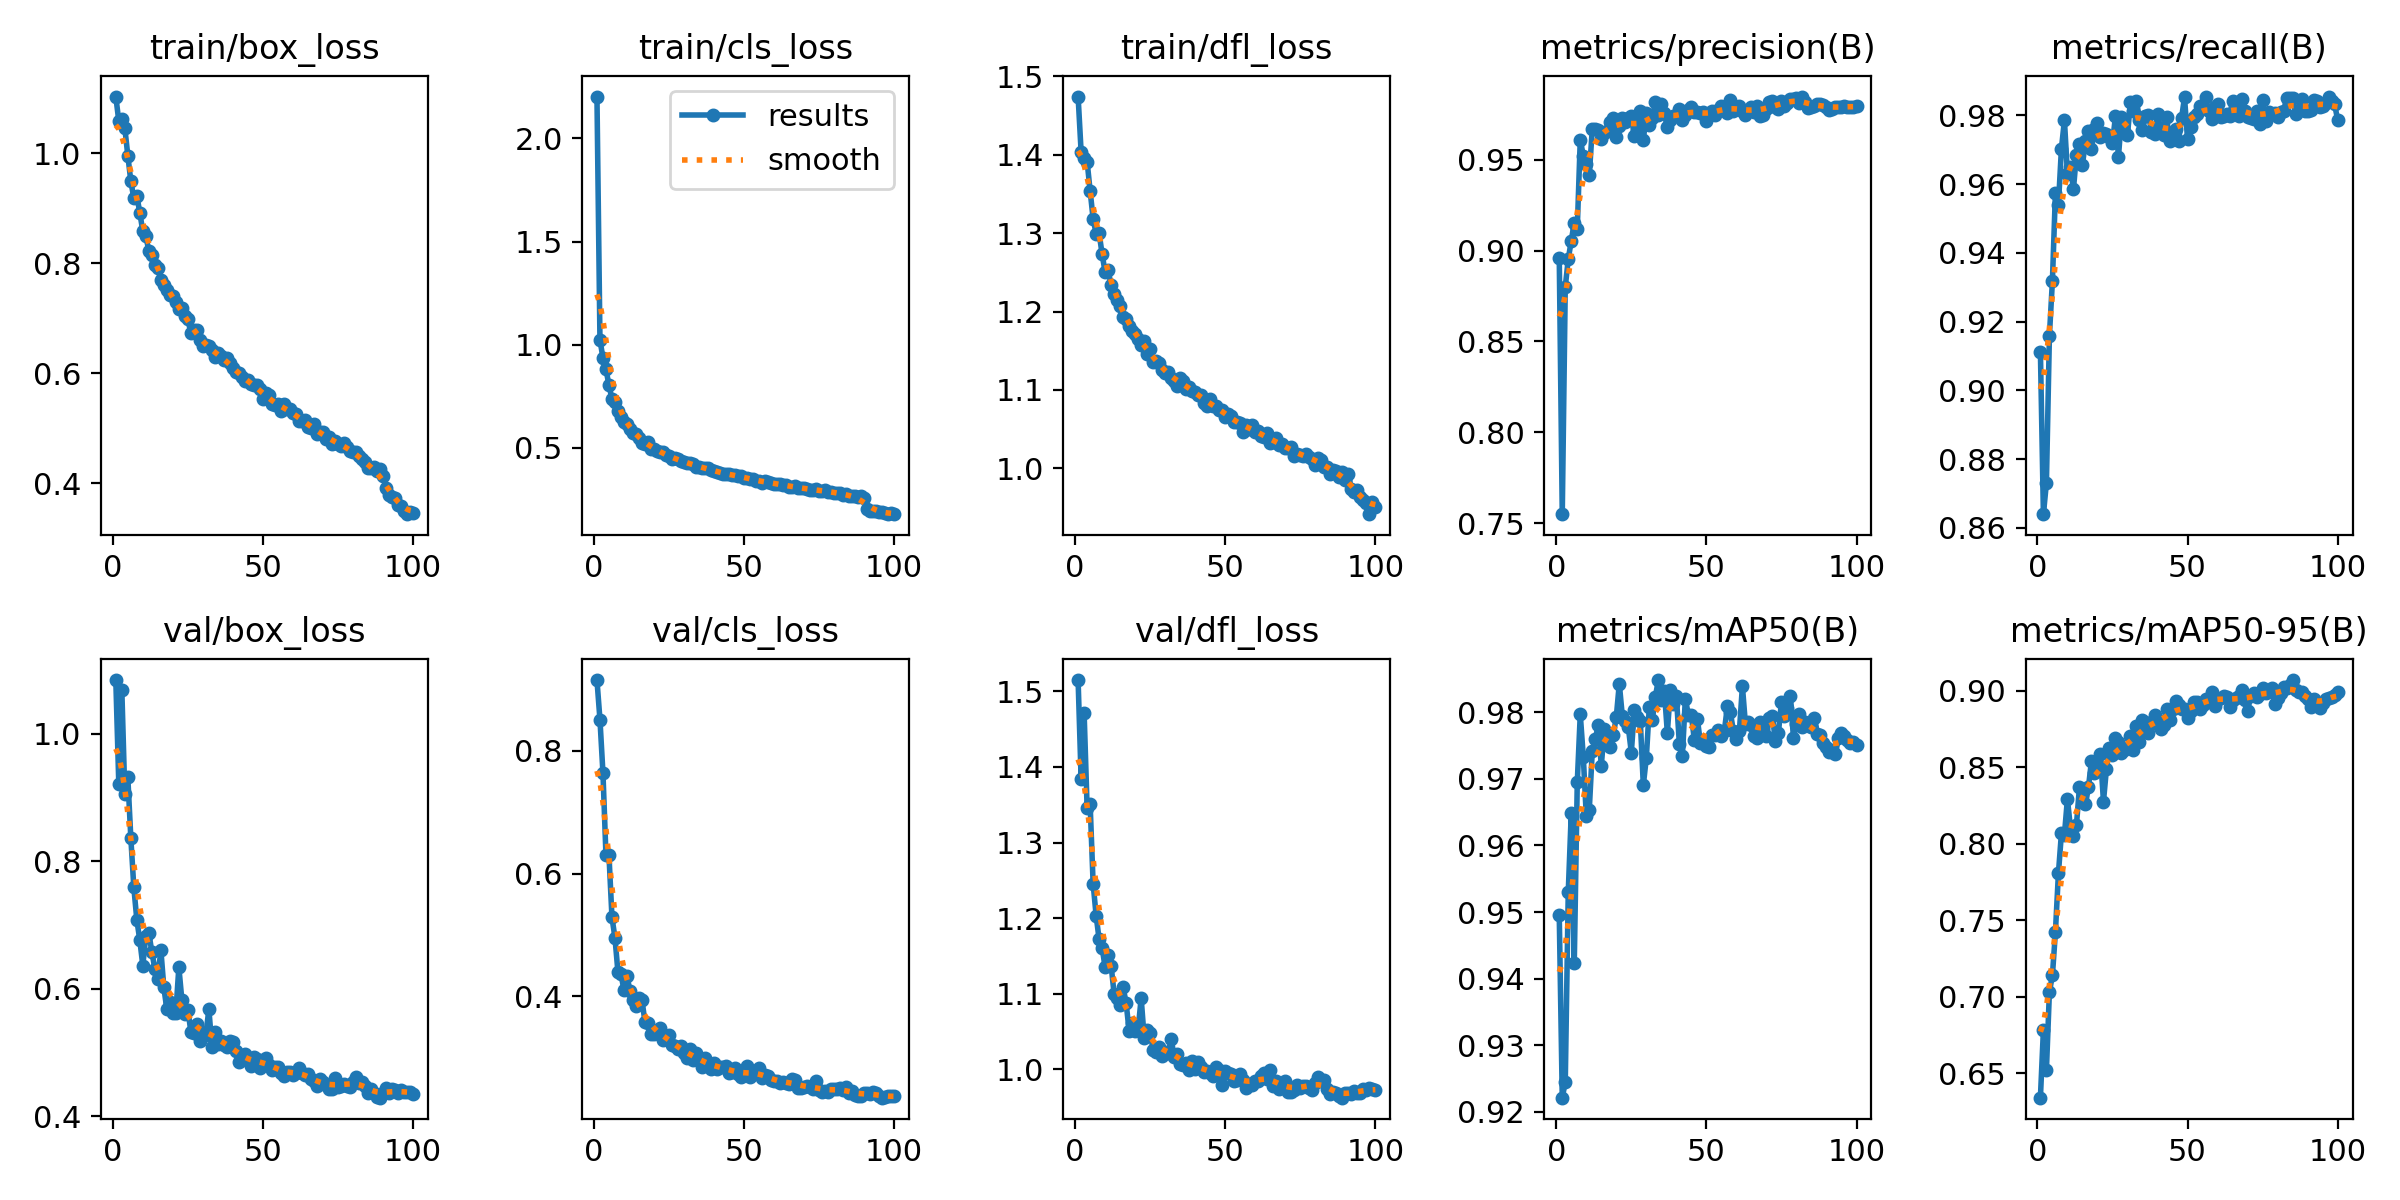 train/box_loss
1.0
0.8
0.6
0.4
0 50 100
train/cls_loss
results
smooth
2.0
1.5
1.0
0.5
0 50 100
train/dfl_loss
1.5
1.4
1.3
1.2
1.1
1.0
0 50 100
metrics/precision(B)
0.95
0.90
0.85
0.80
0.75
0 50 100
metrics/recall(B)
0.98
0.96
0.94
0.92
0.90
0.88
0.86
0 50 100
val/box_loss
1.0
0.8
0.6
0.4
0 50 100
val/cls_loss
0.8
0.6
0.4
0 50 100
val/dfl_loss
1.5
1.4
1.3
1.2
1.1
1.0
0 50 100
metrics/mAP50(B)
0.98
0.97
0.96
0.95
0.94
0.93
0.92
0 50 100
metrics/mAP50-95(B)
0.90
0.85
0.80
0.75
0.70
0.65
0 50 100